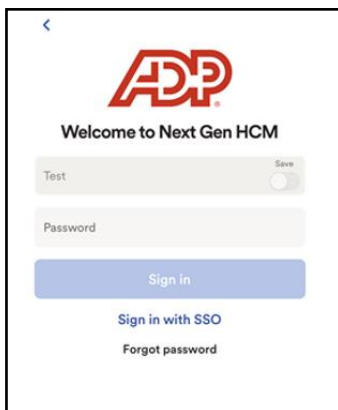 ADP
Welcome to Next Gen HCM
Save
Test
Password
Sign in
Sign in with SSO
Forgot password